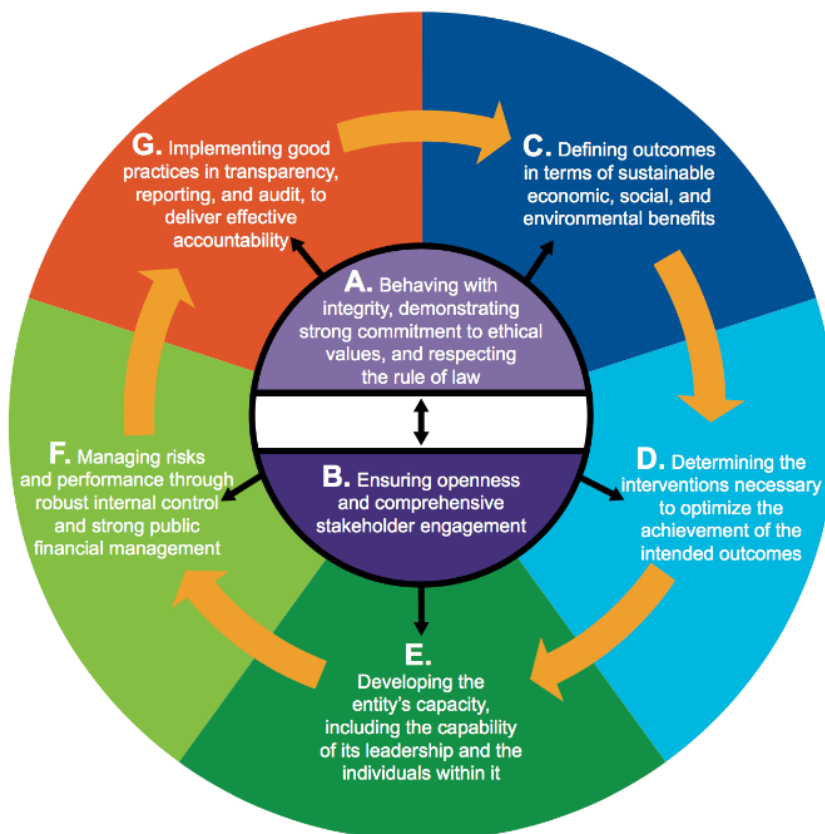 A. Behaving with
integrity, demonstrating
strong commitment to ethical
values, and respecting
the rule of law
B. Ensuring openness
and comprehensive
stakeholder engagement
C. Defining outcomes
in terms of sustainable
economic, social, and
environmental benefits
D. Determining the
interventions necessary
to optimize the
achievement of the
intended outcomes
E.
Developing the
entity's capacity,
including the capability
of its leadership and the
individuals within it
F. Managing risks
and performance through
robust internal control
and strong public
financial management
G. Implementing good
practices in transparency,
reporting, and audit, to
deliver effective
accountability